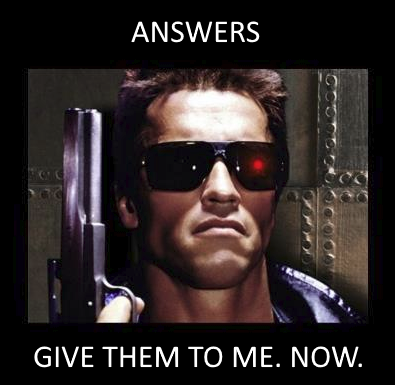 ANSWERS
GIVE THEM TO ME. NOW.